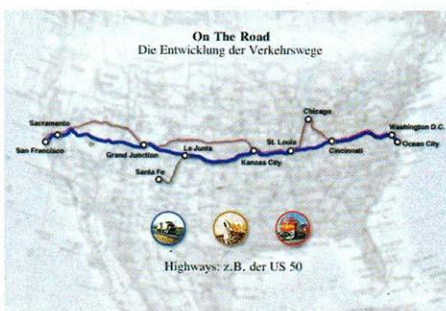 On The Road
Die Entwicklung der Verkehrswege
Chicago
Sacramento
Washington D.C.
San Francisco
Grand Junction
La Junta
St. Louis
Kansas City
Cincinnati
Ocean City
Santa Fe
Highways: z.B. der US 50